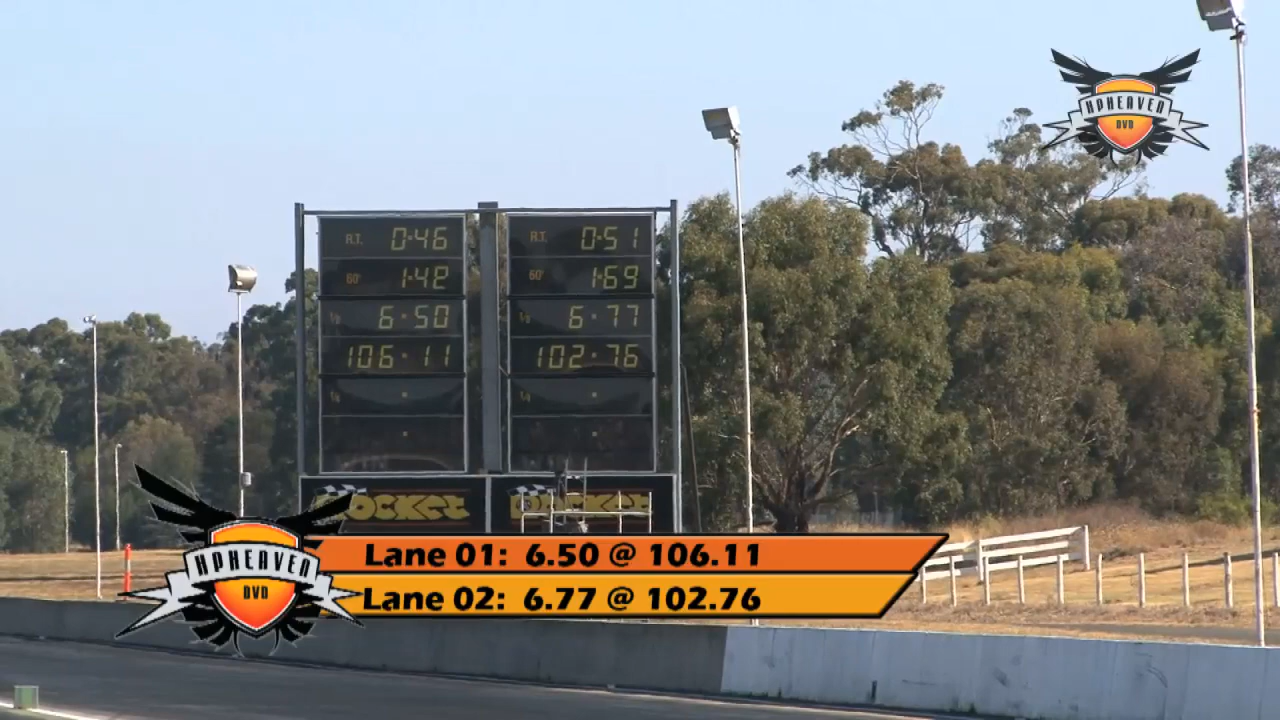 HPHEAVEN
DVD
R.T. 0.46
R.T. 0.51
60' 1.42
60' 1.69
1/8 6.50
1/8 6.77
106.11
102.76
1/4
1/4
ROCKET
ROCKET
HPHEAVEN
DVD
Lane 01: 6.50 @ 106.11
Lane 02: 6.77 @ 102.76